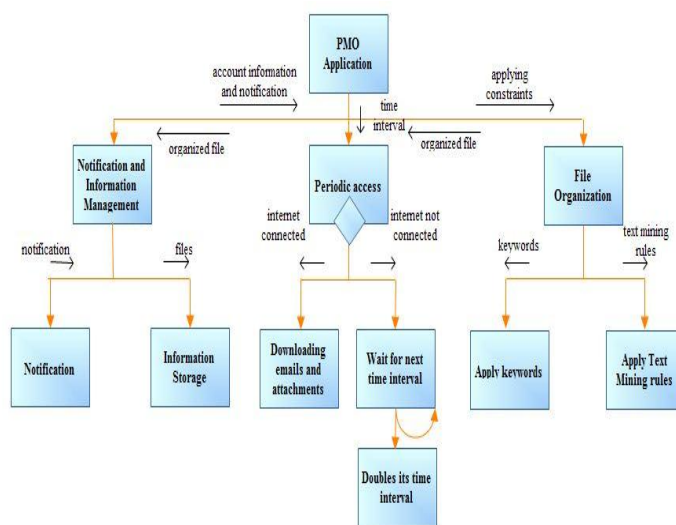 PMO
Application
account information
and notification
applying
constraints
time
interval
organized file
organized file
Notification and
Information
Management
Periodic access
File
Organization
internet
connected
internet not
connected
notification
files
keywords
text mining
rules
Notification
Information
Storage
Downloading
emails and
attachments
Wait for next
time interval
Apply keywords
Apply Text
Mining rules
Doubles its time
interval